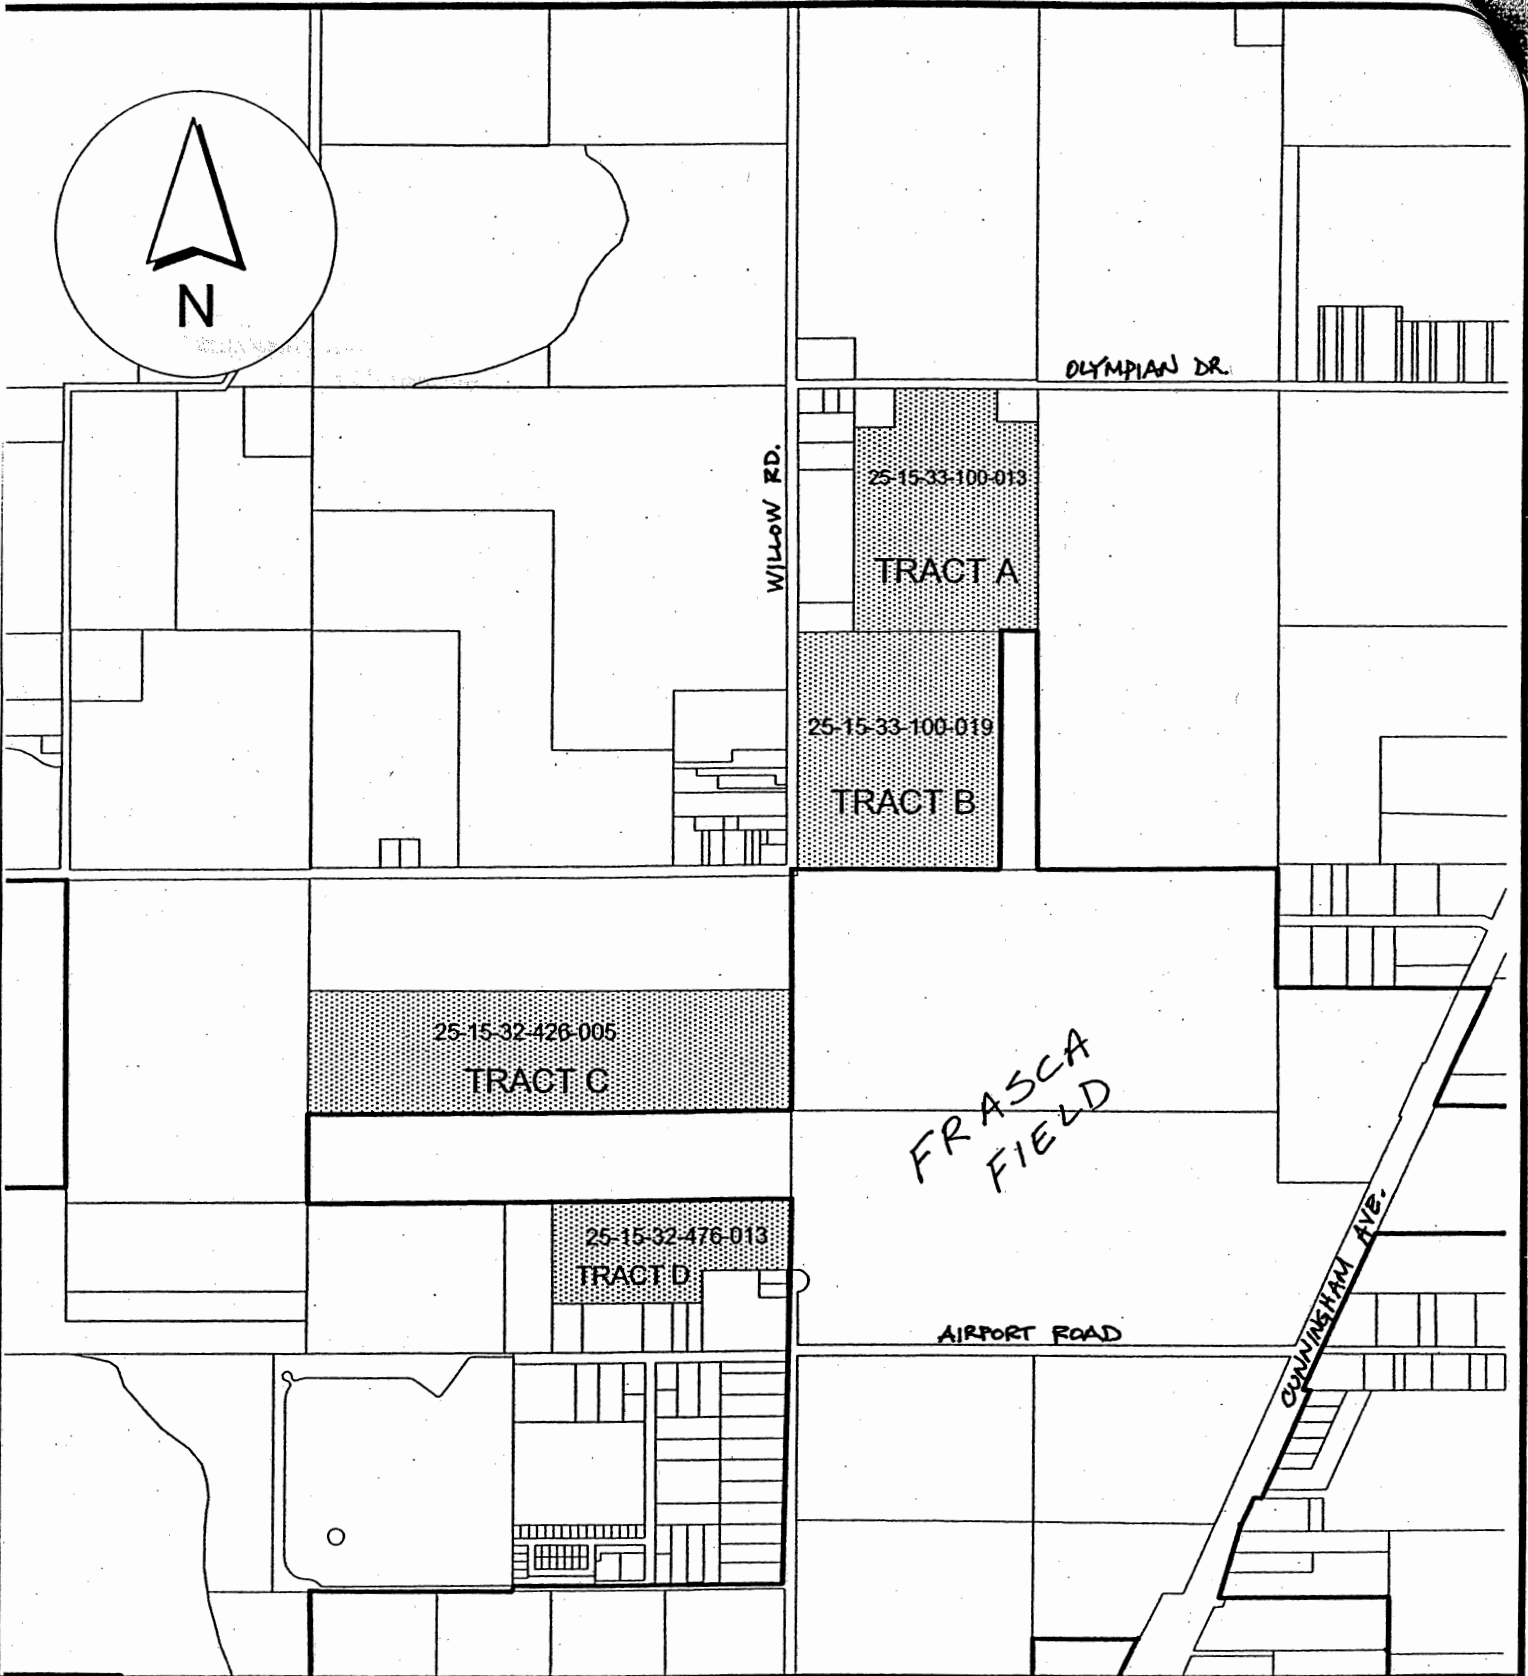 N
OLYMPIAN DR.
WILLOW RD.
25-15-33-100-013
TRACT A
25-15-33-100-019
TRACT B
25-15-32-426-005
TRACT C
FRASCA
FIELD
25-15-32-476-013
TRACT D
AIRPORT ROAD
CUNNINGHAM AVE.